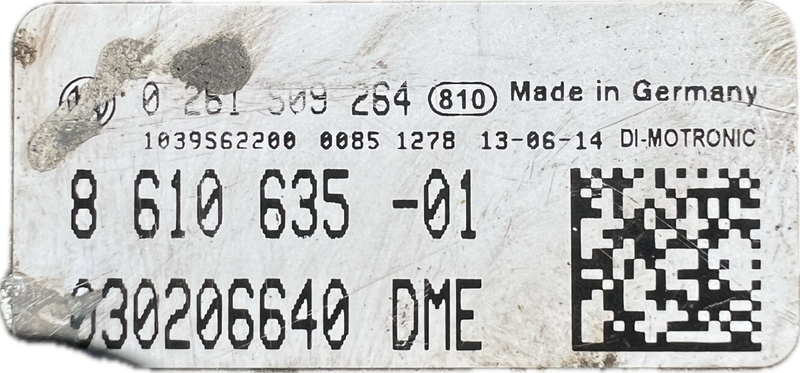 0 261 S09 264 810 Made in Germany
1039S62200 0085 1278 13-06-14 DI-MOTRONIC
8 610 635 -01
030206640 DME